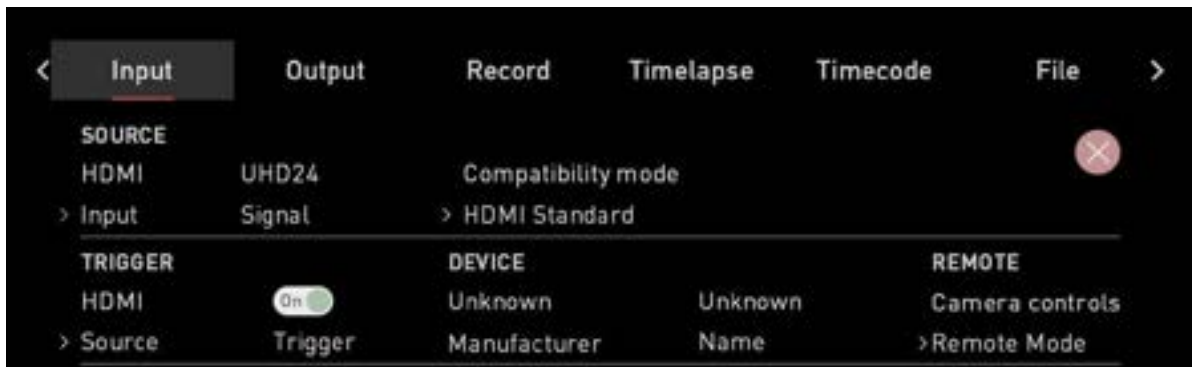 < Input Output Record Timelapse Timecode File >
SOURCE
HDMI UHD24 Compatibility mode
> Input Signal > HDMI Standard
TRIGGER DEVICE REMOTE
HDMI On Unknown Unknown Camera controls
> Source Trigger Manufacturer Name >Remote Mode